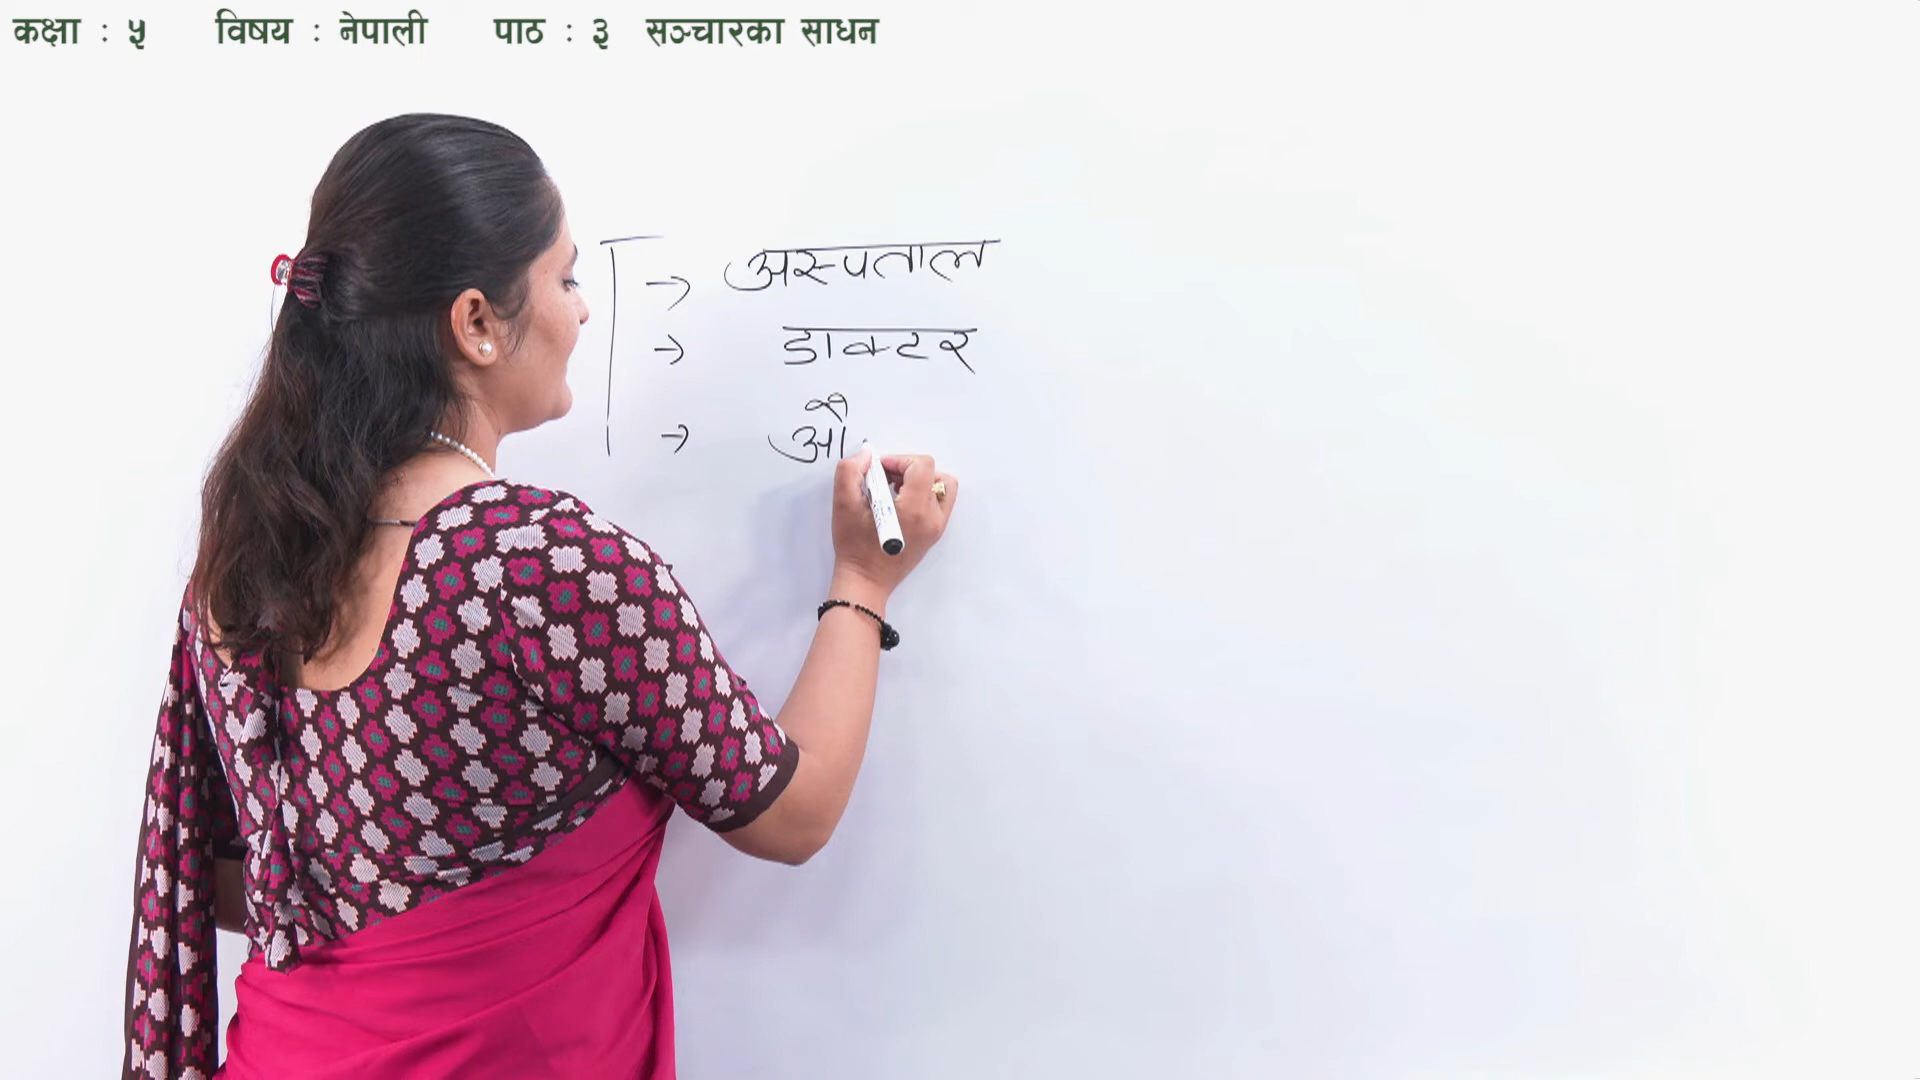 कक्षा : ५ विषय : नेपाली पाठ : ३ सञ्चारका साधन
→ अस्पताल
→ डाक्टर
→ औ